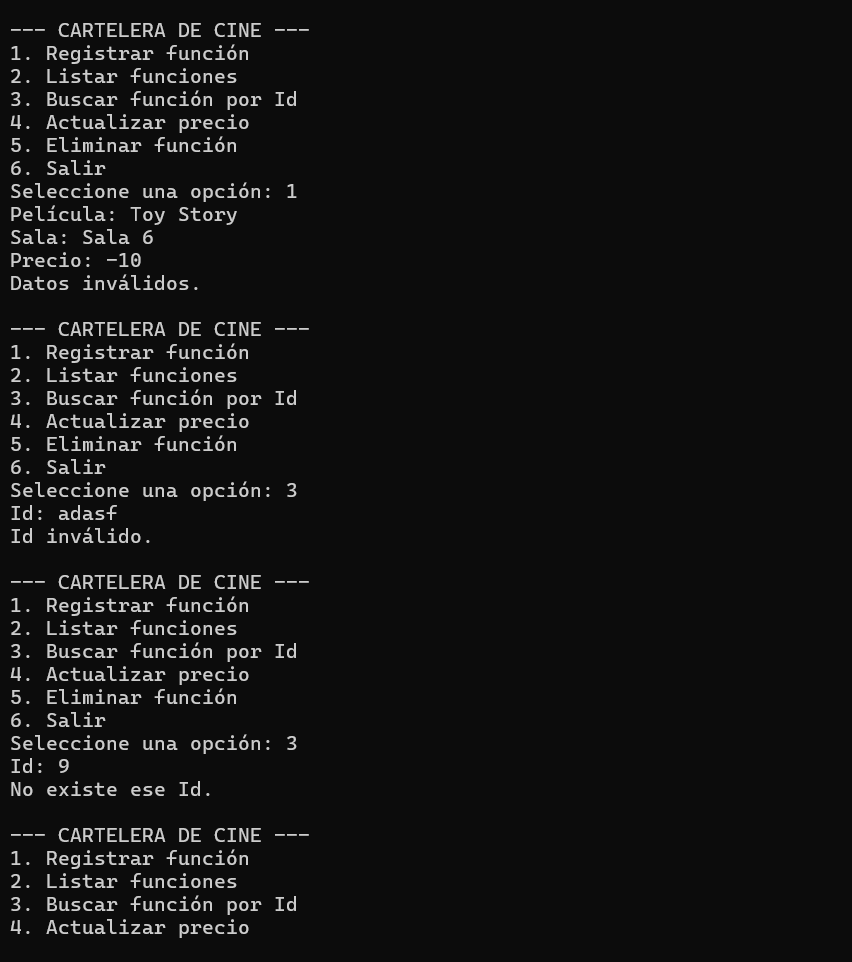 --- CARTELERA DE CINE ---
1. Registrar función
2. Listar funciones
3. Buscar función por Id
4. Actualizar precio
5. Eliminar función
6. Salir
Seleccione una opción: 1
Película: Toy Story
Sala: Sala 6
Precio: -10
Datos inválidos.

--- CARTELERA DE CINE ---
1. Registrar función
2. Listar funciones
3. Buscar función por Id
4. Actualizar precio
5. Eliminar función
6. Salir
Seleccione una opción: 3
Id: adasf
Id inválido.

--- CARTELERA DE CINE ---
1. Registrar función
2. Listar funciones
3. Buscar función por Id
4. Actualizar precio
5. Eliminar función
6. Salir
Seleccione una opción: 3
Id: 9
No existe ese Id.

--- CARTELERA DE CINE ---
1. Registrar función
2. Listar funciones
3. Buscar función por Id
4. Actualizar precio